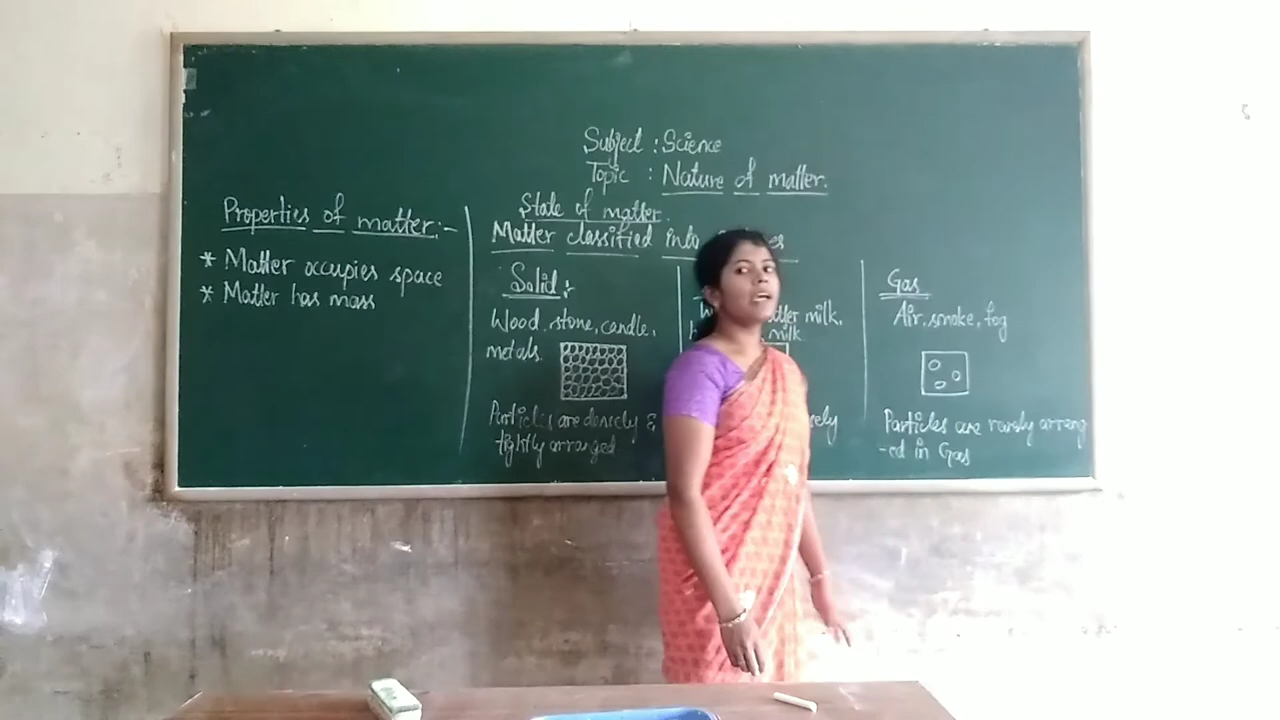 Subject : Science
Topic : Nature of matter.
Properties of matter:-
* Matter occupies space
* Matter has mass
State of matter.
Matter classified into
Solid :-
Wood, stone, candle,
metals.
Particles are densely &
tightly arranged
milk,
milk.
Gas
Air, smoke, fog
Particles are rarely arrang
-ed in Gas